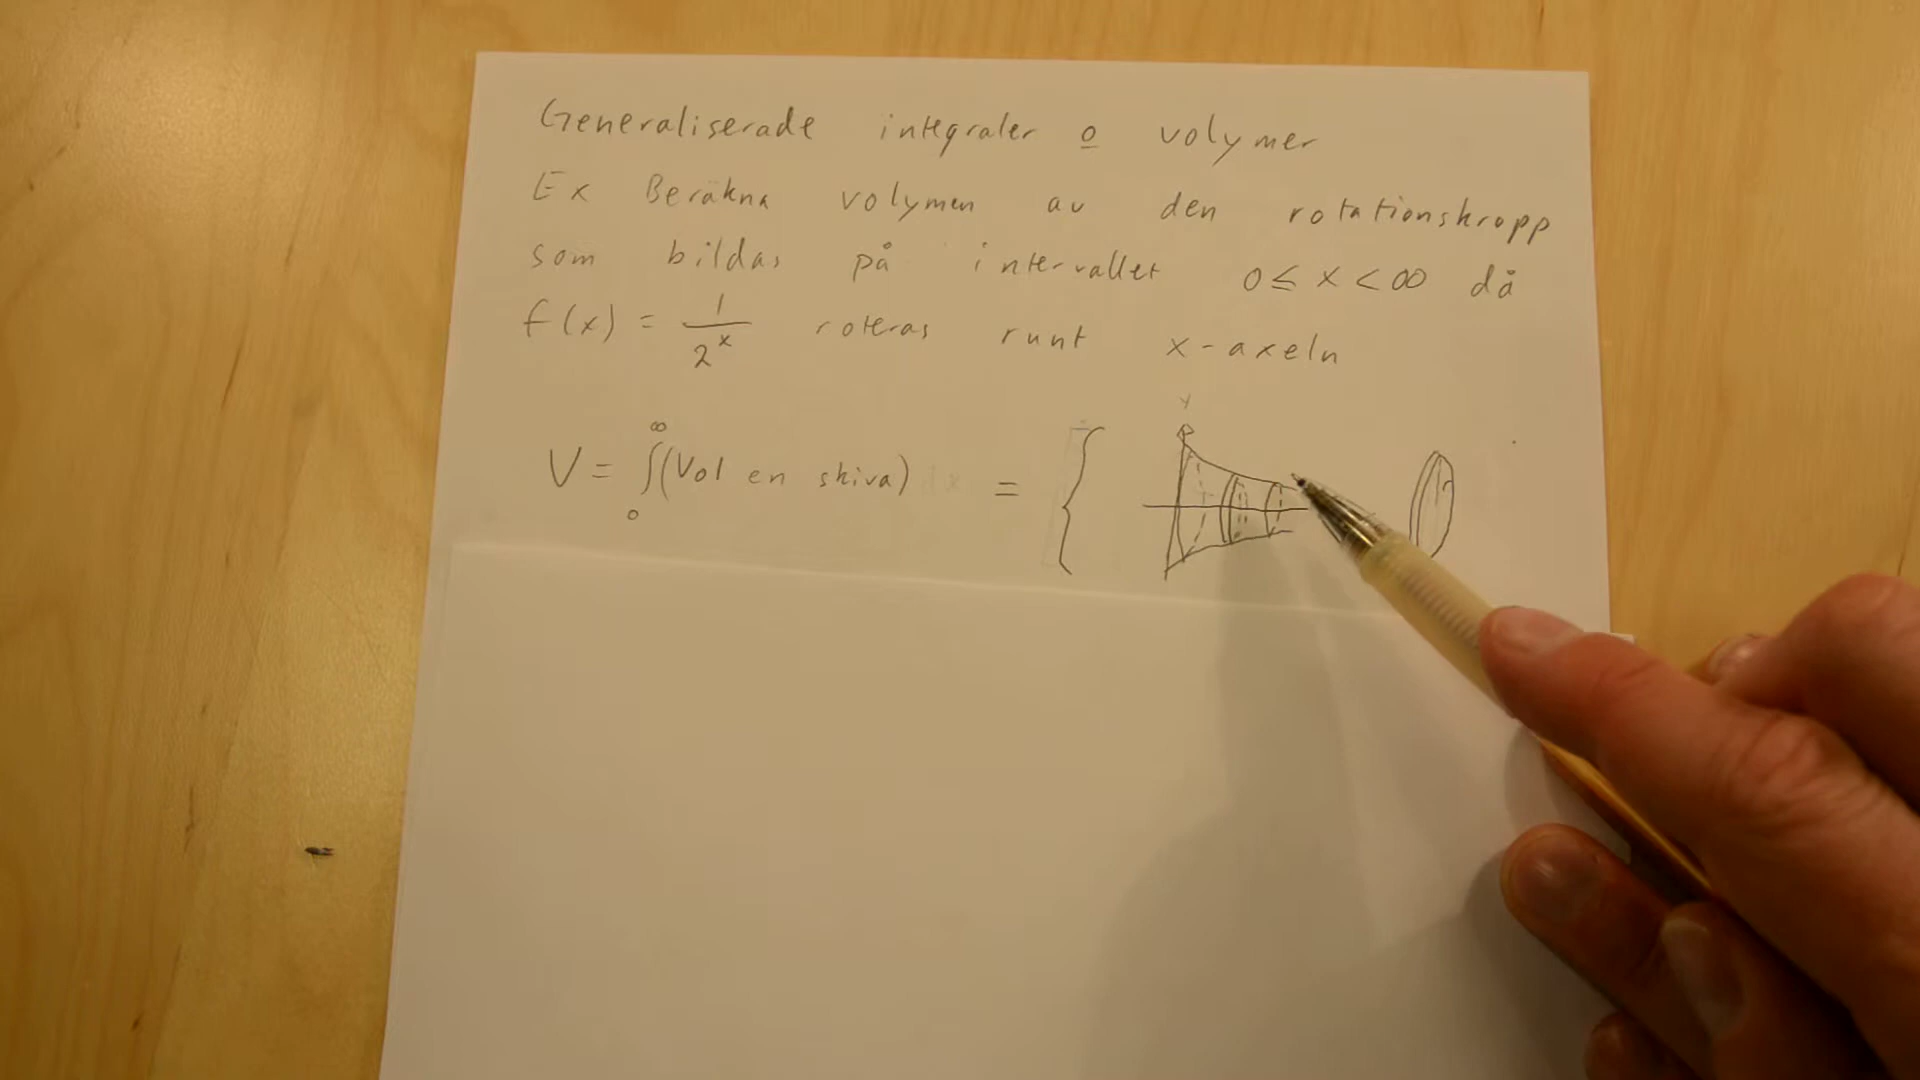 Generaliserade integraler o volymer
Ex Beräkna volymen av den rotationskropp
som bildas på intervallet 0 ≤ x < ∞ då
f(x) = 1/2^x roteras runt x-axeln
V = ∫_0^∞ (Vol en skiva) = {
y